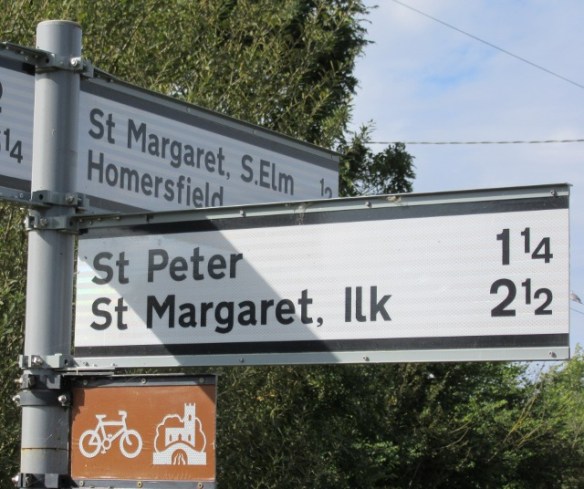 St Margaret, S.Elm
Homersfield
St Peter 1¼
St Margaret, Ilk 2½